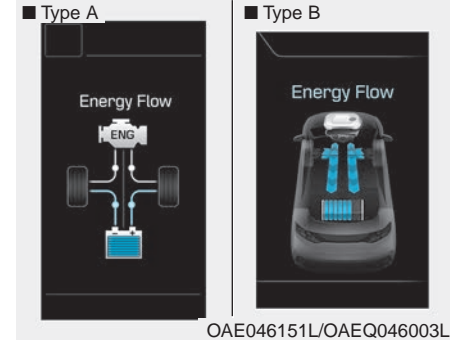 ■ Type A
■ Type B
Energy Flow
ENG
- +
Energy Flow
OAE046151L/OAEQ046003L